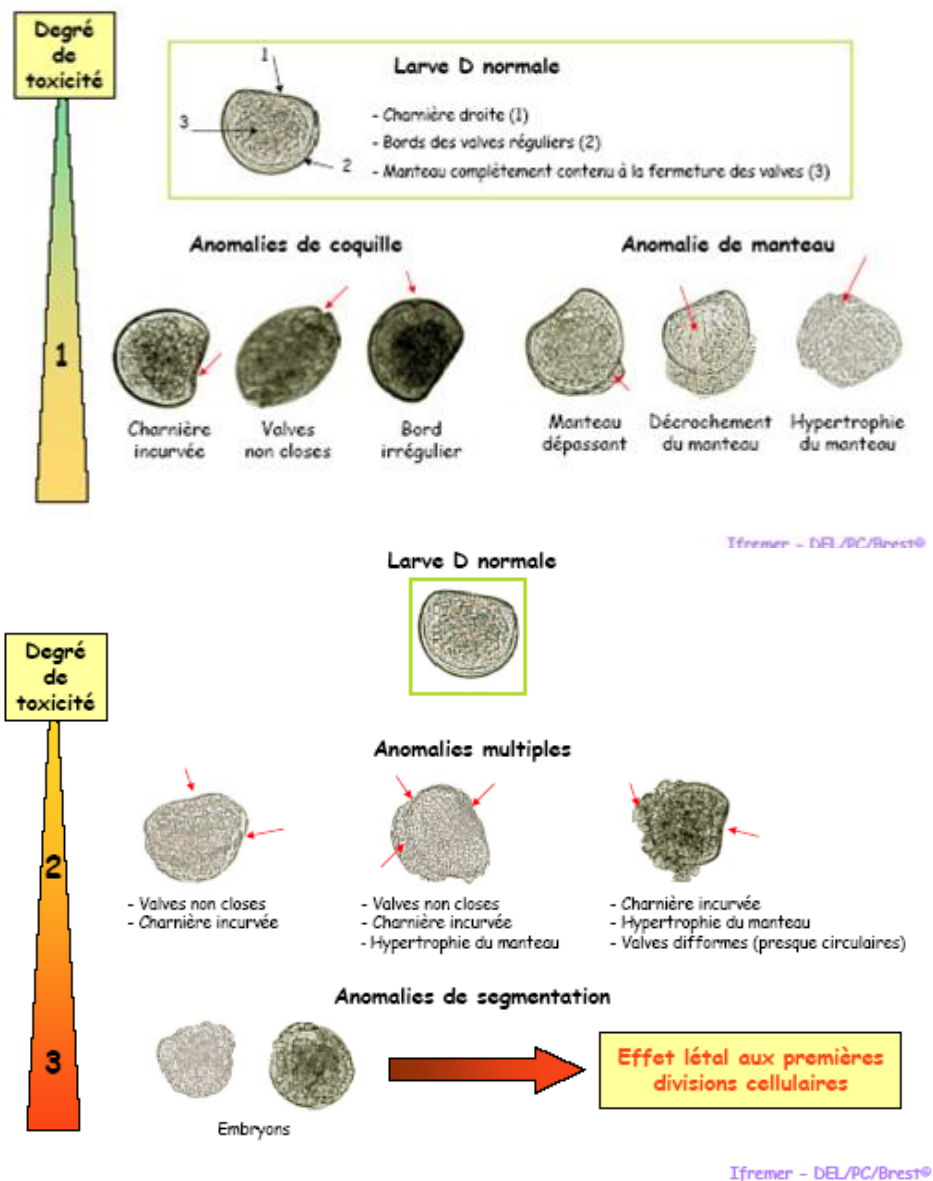 Degré
de
toxicité
Larve D normale
1
- Charnière droite (1)
3
- Bords des valves réguliers (2)
2
- Manteau complètement contenu à la fermeture des valves (3)
Anomalies de coquille
Anomalie de manteau
1
Charnière
incurvée
Valves
non closes
Bord
irrégulier
Manteau
dépassant
Décrochement
du manteau
Hypertrophie
du manteau
Ifremer - DEL/PC/Brest©
Larve D normale
Degré
de
toxicité
Anomalies multiples
2
- Valves non closes
- Charnière incurvée
- Valves non closes
- Charnière incurvée
- Hypertrophie du manteau
- Charnière incurvée
- Hypertrophie du manteau
- Valves difformes (presque circulaires)
Anomalies de segmentation
3
Embryons
Effet létal aux premières
divisions cellulaires
Ifremer - DEL/PC/Brest©